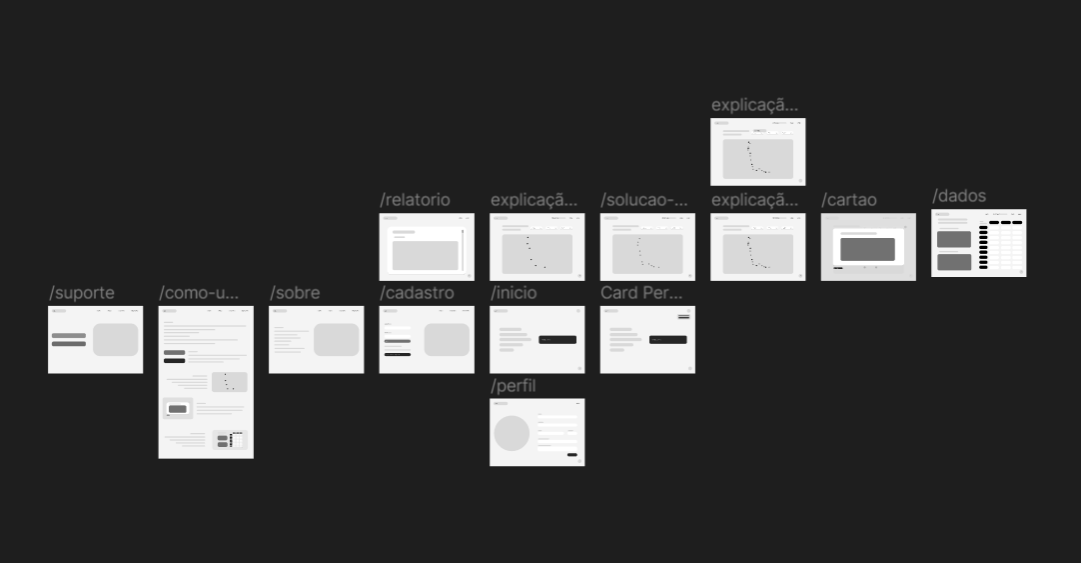 explicaçã...
/relatorio
explicaçã...
/solucao-...
explicaçã...
/cartao
/dados
/suporte
/como-u...
/sobre
/cadastro
/inicio
Card Per...
/perfil